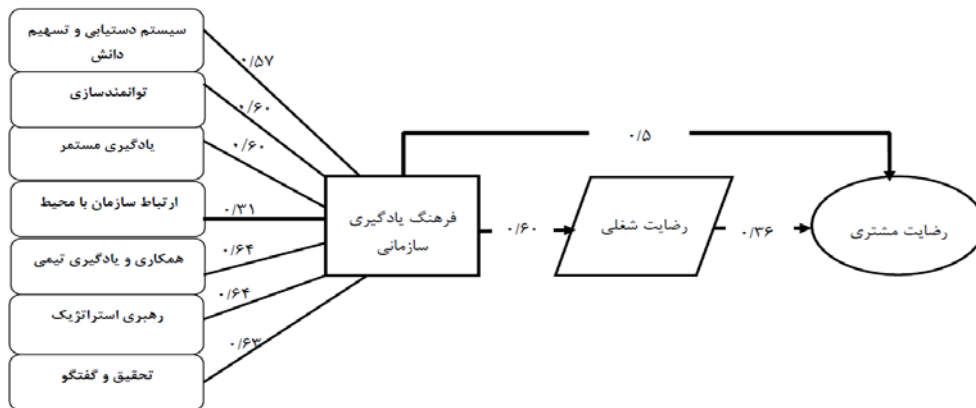 سیستم دستیابی و تسهیم
دانش
۰/۵۷
توانمندسازی
۰/۶۰
یادگیری مستمر
۰/۶۰
ارتباط سازمان با محیط
۰/۳۱
همکاری و یادگیری تیمی
۰/۶۴
رهبری استراتژیک
۰/۶۴
تحقیق و گفتگو
۰/۶۳
فرهنگ یادگیری
سازمانی
۰/۵
۰/۶۰
رضایت شغلی
۰/۳۶
رضایت مشتری